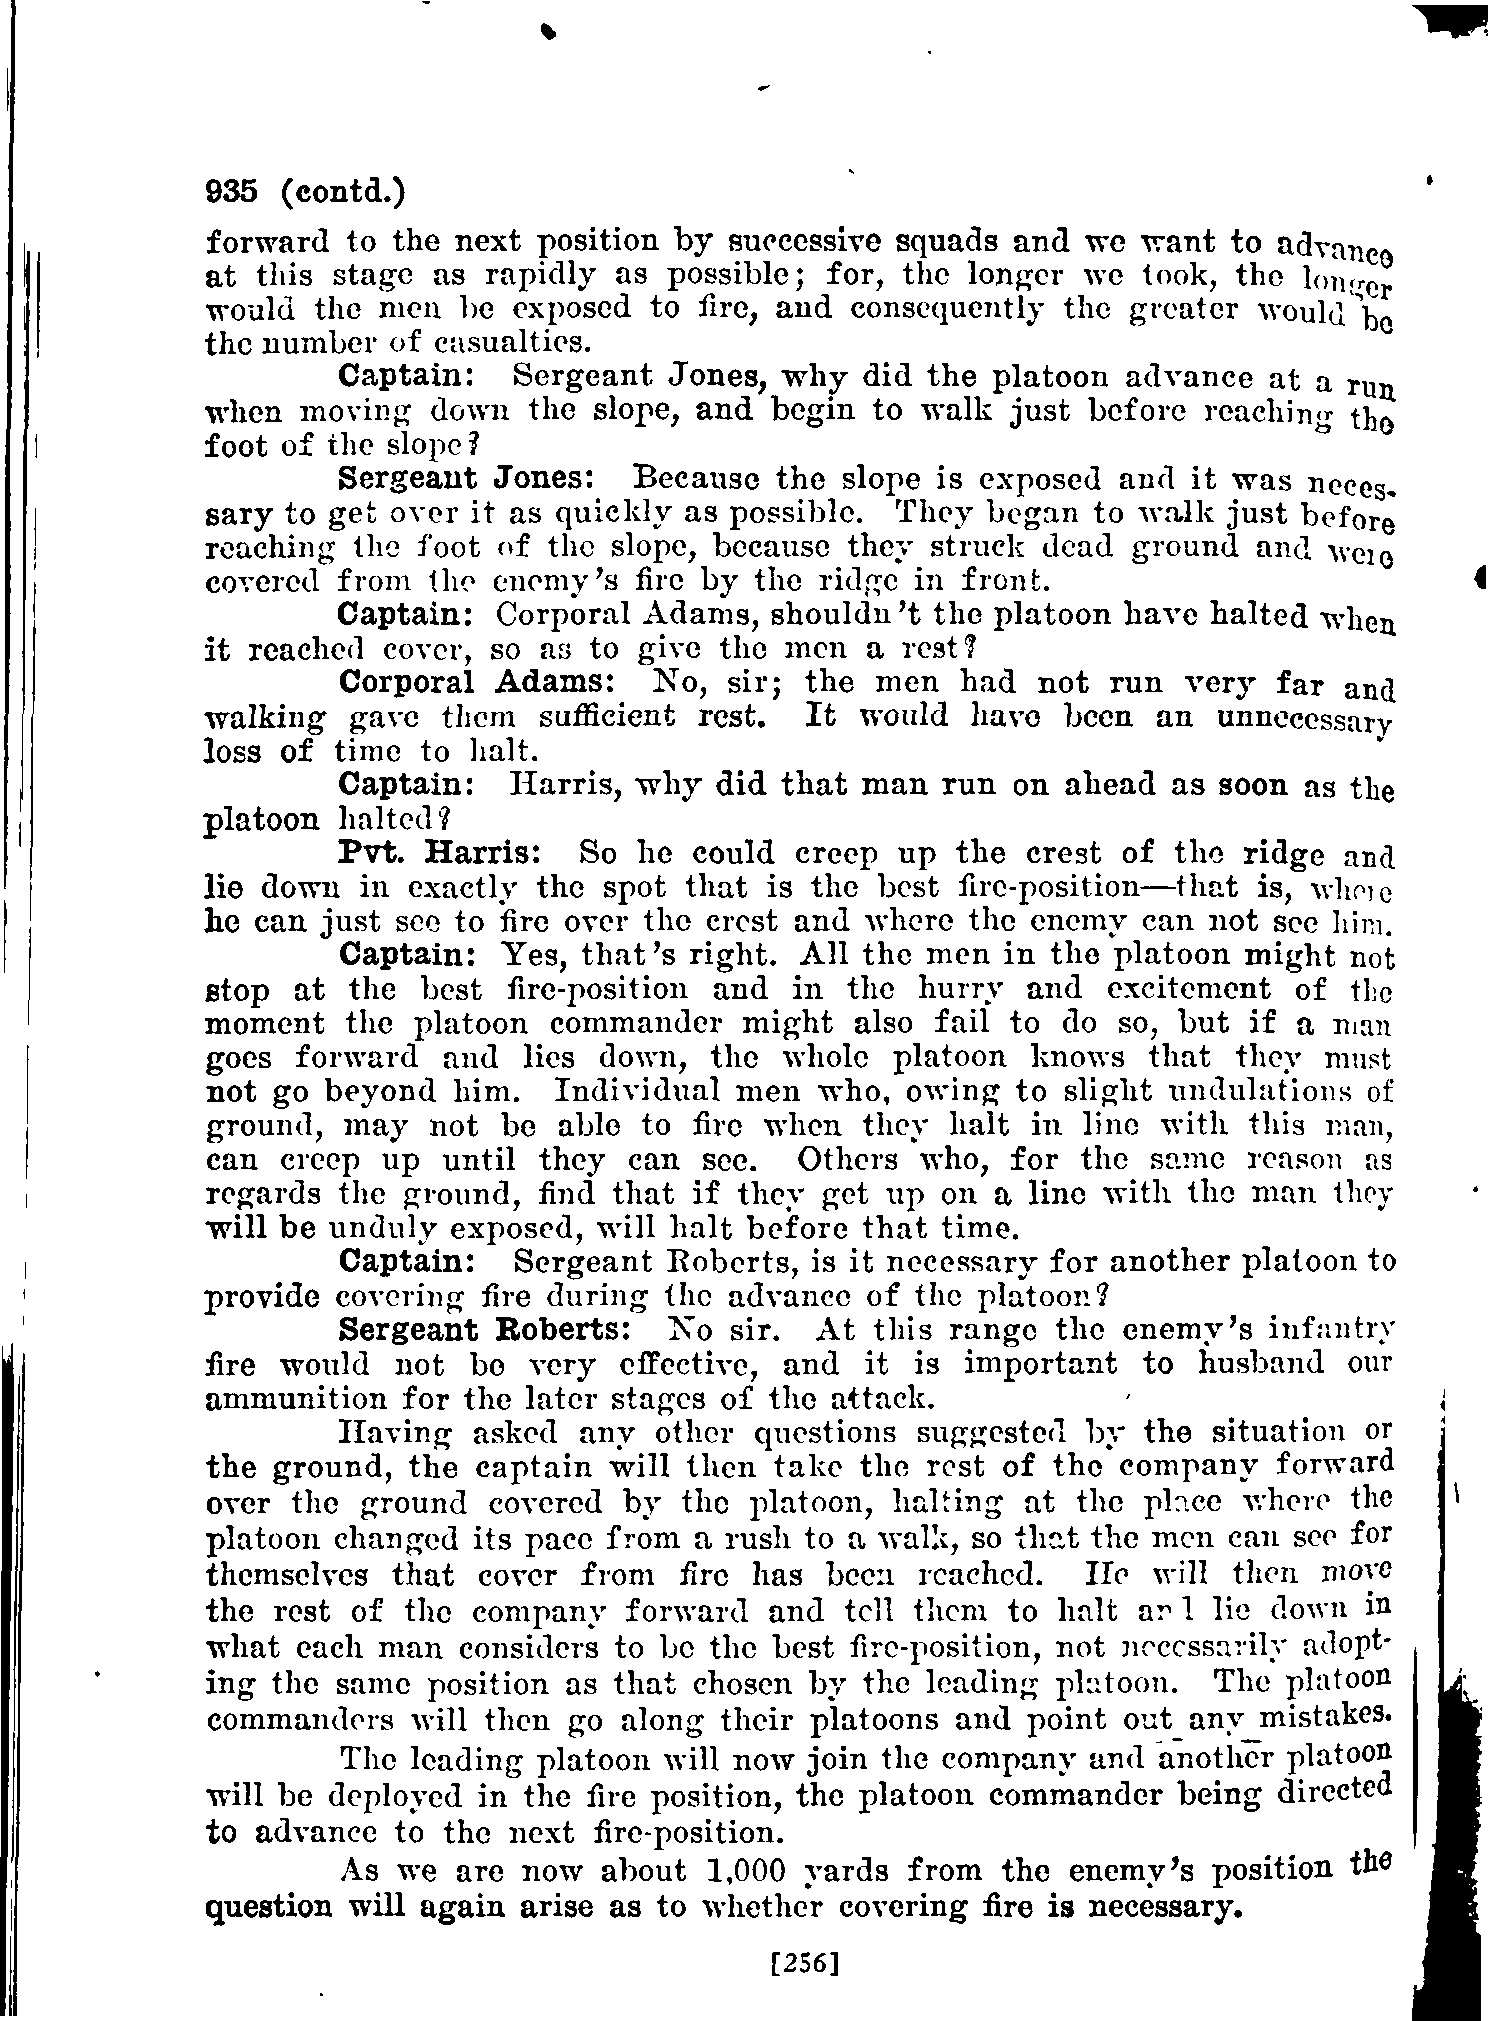 935 (contd.)
forward to the next position by successive squads and we want to advance
at this stage as rapidly as possible; for, the longer we took, the longer
would the men be exposed to fire, and consequently the greater would be
the number of casualties.
Captain: Sergeant Jones, why did the platoon advance at a run
when moving down the slope, and begin to walk just before reaching the
foot of the slope?
Sergeant Jones: Because the slope is exposed and it was neces-
sary to get over it as quickly as possible. They began to walk just before
reaching the foot of the slope, because they struck dead ground and were
covered from the enemy's fire by the ridge in front.
Captain: Corporal Adams, shouldn't the platoon have halted when
it reached cover, so as to give the men a rest?
Corporal Adams: No, sir; the men had not run very far and
walking gave them sufficient rest. It would have been an unnecessary
loss of time to halt.
Captain: Harris, why did that man run on ahead as soon as the
platoon halted?
Pvt. Harris: So he could creep up the crest of the ridge and
lie down in exactly the spot that is the best fire-position—that is, where
he can just see to fire over the crest and where the enemy can not see him.
Captain: Yes, that's right. All the men in the platoon might not
stop at the best fire-position and in the hurry and excitement of the
moment the platoon commander might also fail to do so, but if a man
goes forward and lies down, the whole platoon knows that they must
not go beyond him. Individual men who, owing to slight undulations of
ground, may not be able to fire when they halt in line with this man,
can creep up until they can see. Others who, for the same reason as
regards the ground, find that if they get up on a line with the man they
will be unduly exposed, will halt before that time.
Captain: Sergeant Roberts, is it necessary for another platoon to
provide covering fire during the advance of the platoon?
Sergeant Roberts: No sir. At this range the enemy's infantry
fire would not be very effective, and it is important to husband our
ammunition for the later stages of the attack.
Having asked any other questions suggested by the situation or
the ground, the captain will then take the rest of the company forward
over the ground covered by the platoon, halting at the place where the
platoon changed its pace from a rush to a walk, so that the men can see for
themselves that cover from fire has been reached. He will then move
the rest of the company forward and tell them to halt and lie down in
what each man considers to be the best fire-position, not necessarily adopt-
ing the same position as that chosen by the leading platoon. The platoon
commanders will then go along their platoons and point out any mistakes.
The leading platoon will now join the company and another platoon
will be deployed in the fire position, the platoon commander being directed
to advance to the next fire-position.
As we are now about 1,000 yards from the enemy's position the
question will again arise as to whether covering fire is necessary.
[256]